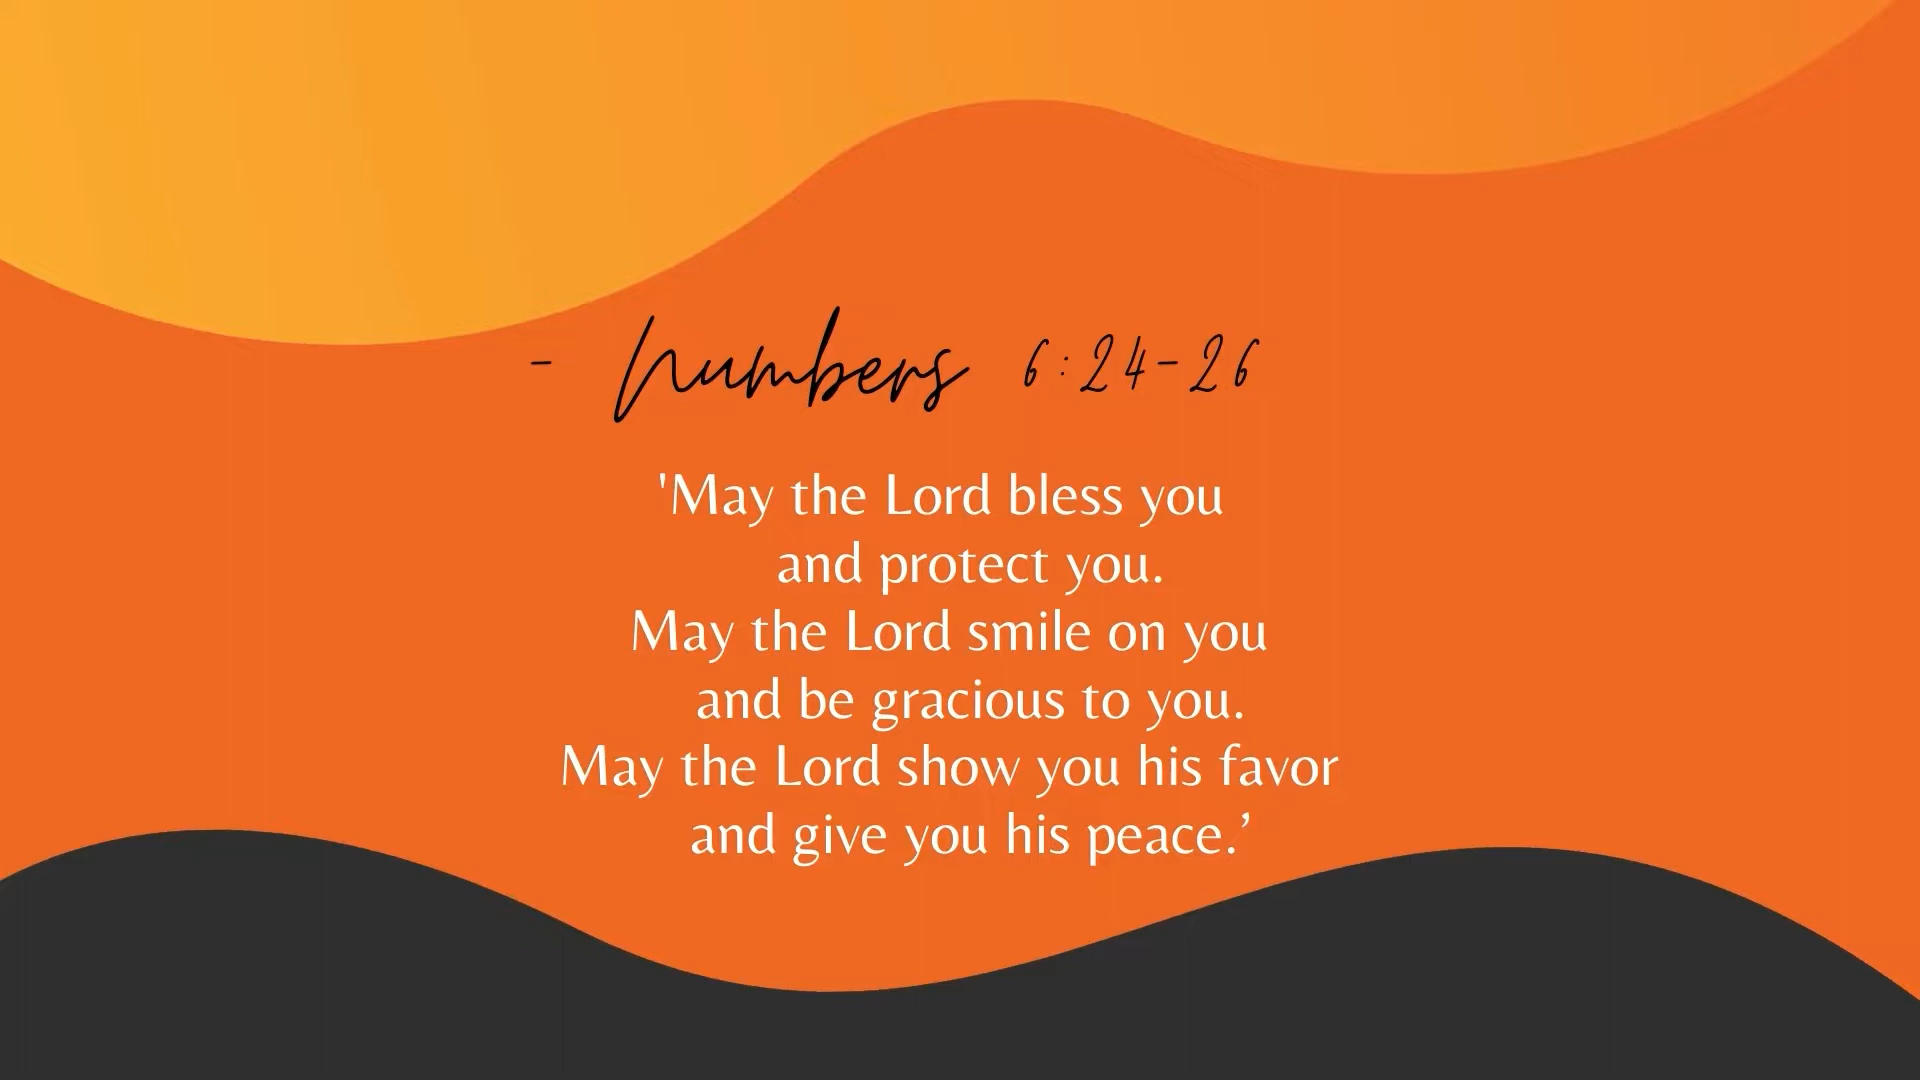 - Numbers 6:24-26
'May the Lord bless you
and protect you.
May the Lord smile on you
and be gracious to you.
May the Lord show you his favor
and give you his peace.’